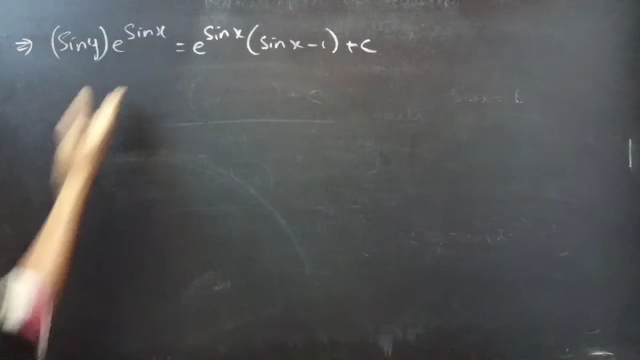 ⇒ (Siny)e^Sinx = e^Sinx(Sinx-1)+C